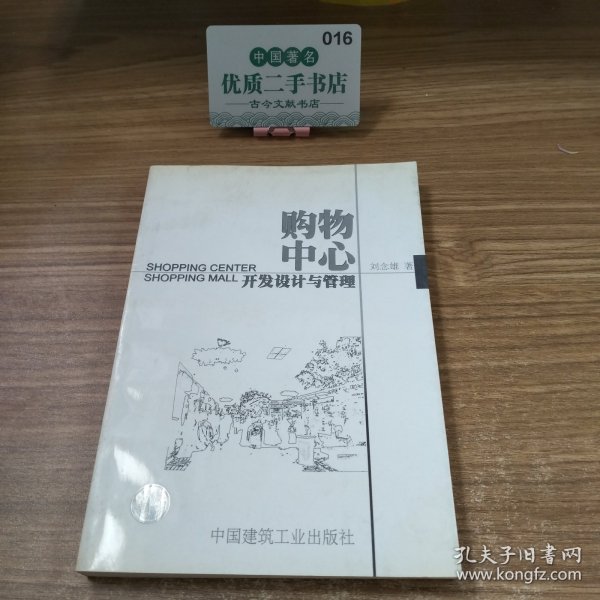 016
中国著名
优质二手书店
古今文献书店
购物
中心
SHOPPING CENTER
SHOPPING MALL
开发设计与管理
刘念雄 著
中国建筑工业出版社
孔夫子旧书网
www.kongfz.com